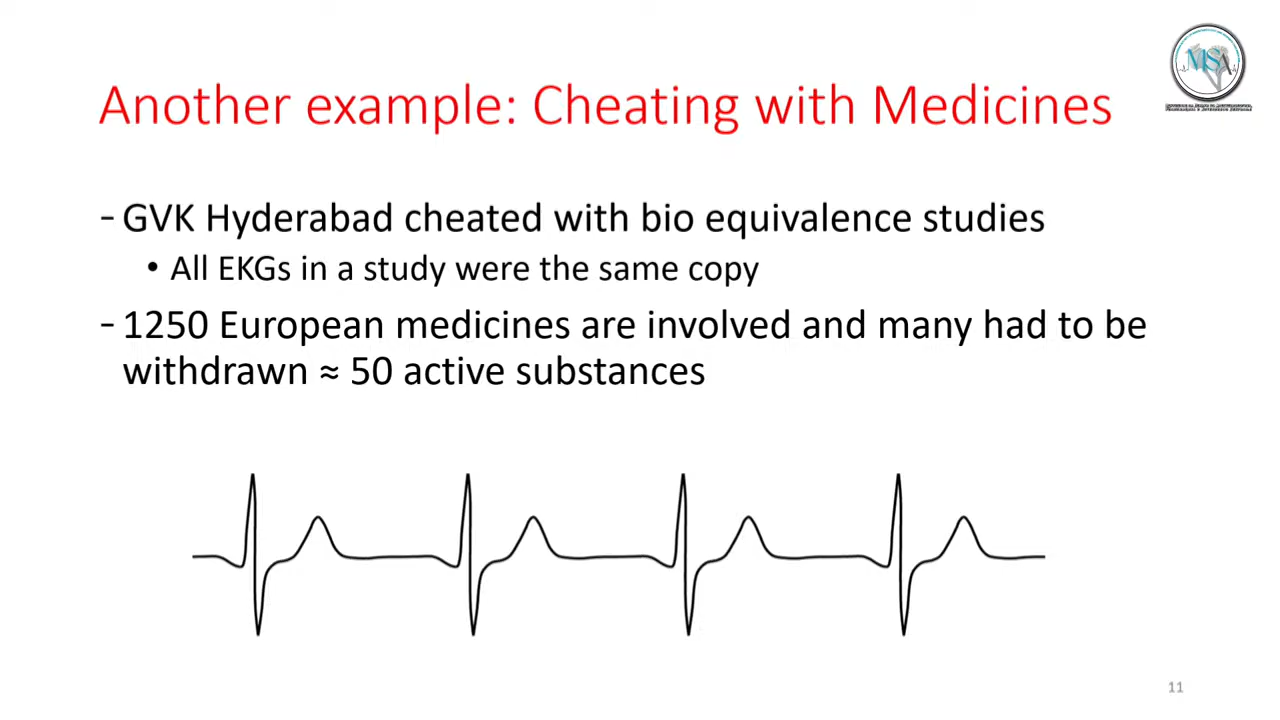 MSA
Another example: Cheating with Medicines
- GVK Hyderabad cheated with bio equivalence studies
• All EKGs in a study were the same copy
- 1250 European medicines are involved and many had to be
withdrawn ≈ 50 active substances
11